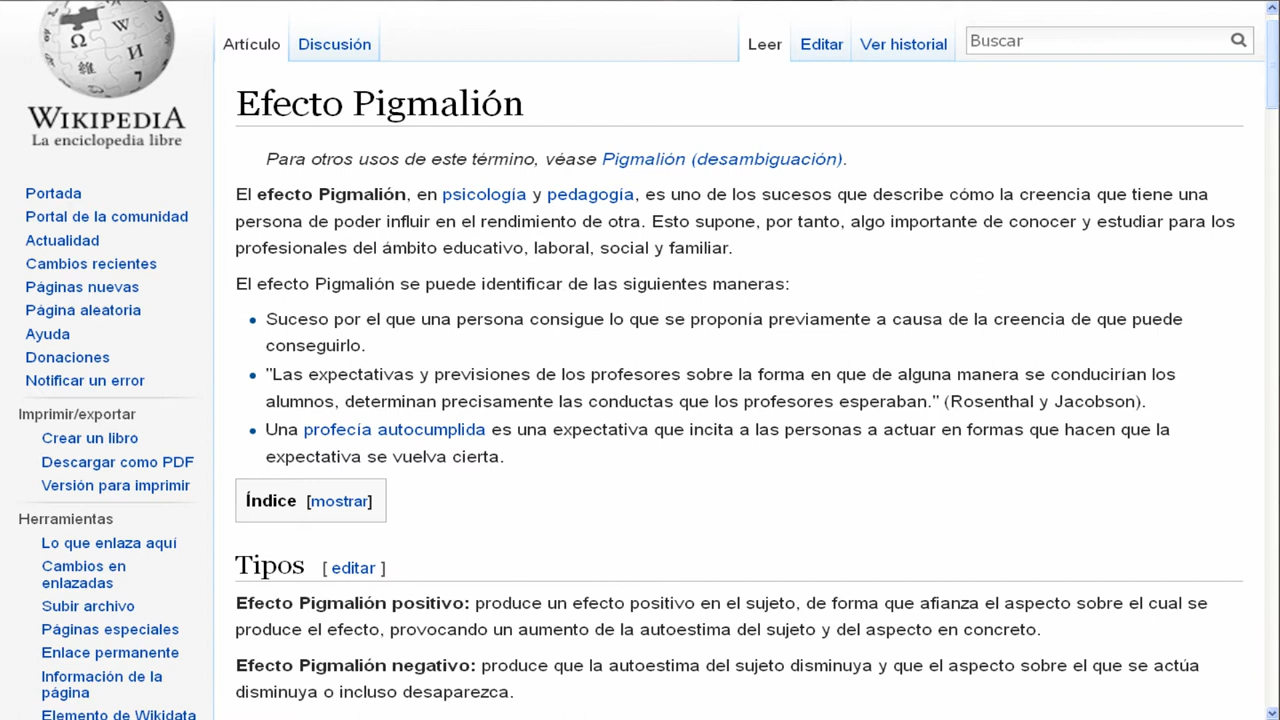 WIKIPEDIA
La enciclopedia libre
Portada
Portal de la comunidad
Actualidad
Cambios recientes
Páginas nuevas
Página aleatoria
Ayuda
Donaciones
Notificar un error
Imprimir/exportar
Crear un libro
Descargar como PDF
Versión para imprimir
Herramientas
Lo que enlaza aquí
Cambios en
enlazadas
Subir archivo
Páginas especiales
Enlace permanente
Información de la
página
Elemento de Wikidata
Artículo Discusión Leer Editar Ver historial Buscar
Efecto Pigmalión
Para otros usos de este término, véase Pigmalión (desambiguación).
El efecto Pigmalión, en psicología y pedagogía, es uno de los sucesos que describe cómo la creencia que tiene una
persona de poder influir en el rendimiento de otra. Esto supone, por tanto, algo importante de conocer y estudiar para los
profesionales del ámbito educativo, laboral, social y familiar.
El efecto Pigmalión se puede identificar de las siguientes maneras:
• Suceso por el que una persona consigue lo que se proponía previamente a causa de la creencia de que puede
conseguirlo.
• "Las expectativas y previsiones de los profesores sobre la forma en que de alguna manera se conducirían los
alumnos, determinan precisamente las conductas que los profesores esperaban." (Rosenthal y Jacobson).
• Una profecía autocumplida es una expectativa que incita a las personas a actuar en formas que hacen que la
expectativa se vuelva cierta.
Índice [mostrar]
Tipos [ editar ]
Efecto Pigmalión positivo: produce un efecto positivo en el sujeto, de forma que afianza el aspecto sobre el cual se
produce el efecto, provocando un aumento de la autoestima del sujeto y del aspecto en concreto.
Efecto Pigmalión negativo: produce que la autoestima del sujeto disminuya y que el aspecto sobre el que se actúa
disminuya o incluso desaparezca.